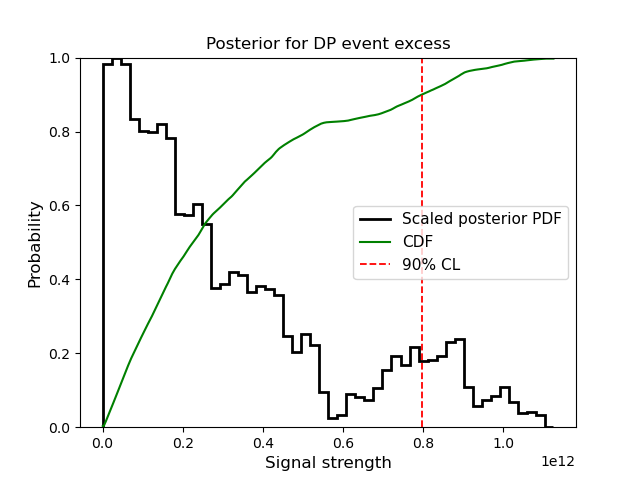 Posterior for DP event excess
Probability
1.0
0.8
0.6
0.4
0.2
0.0
Scaled posterior PDF
CDF
90% CL
0.0
0.2
0.4
0.6
0.8
1.0
1e12
Signal strength